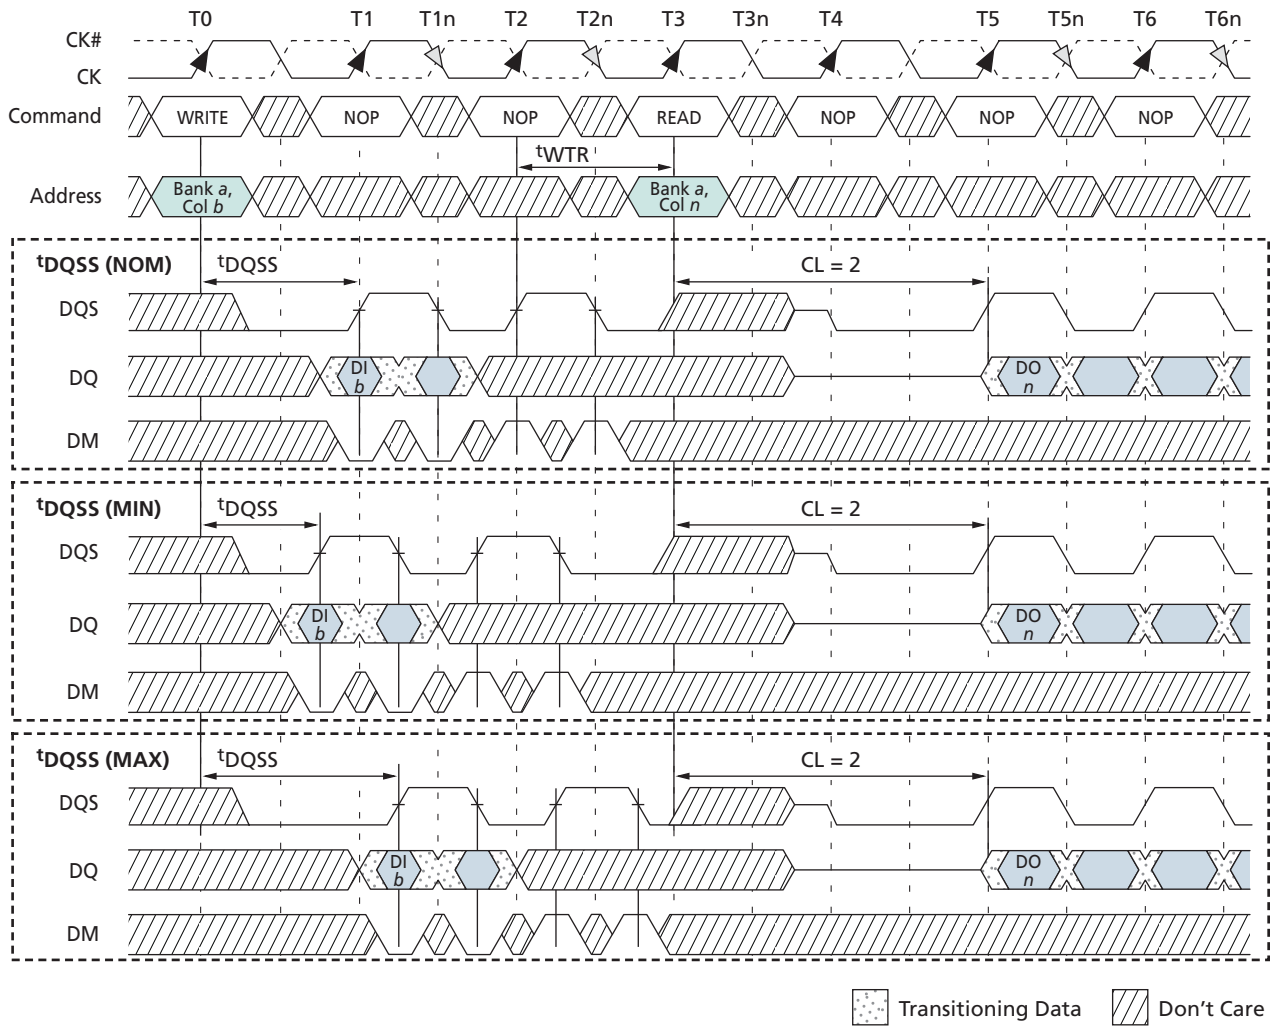 T0 T1 T1n T2 T2n T3 T3n T4 T5 T5n T6 T6n
CK#
CK
Command WRITE NOP NOP READ NOP NOP NOP
tWTR
Address Bank a, Col b Bank a, Col n
tDQSS (NOM) tDQSS CL = 2
DQS
DQ DI b DO n
DM
tDQSS (MIN) tDQSS CL = 2
DQS
DQ DI b DO n
DM
tDQSS (MAX) tDQSS CL = 2
DQS
DQ DI b DO n
DM
Transitioning Data Don't Care